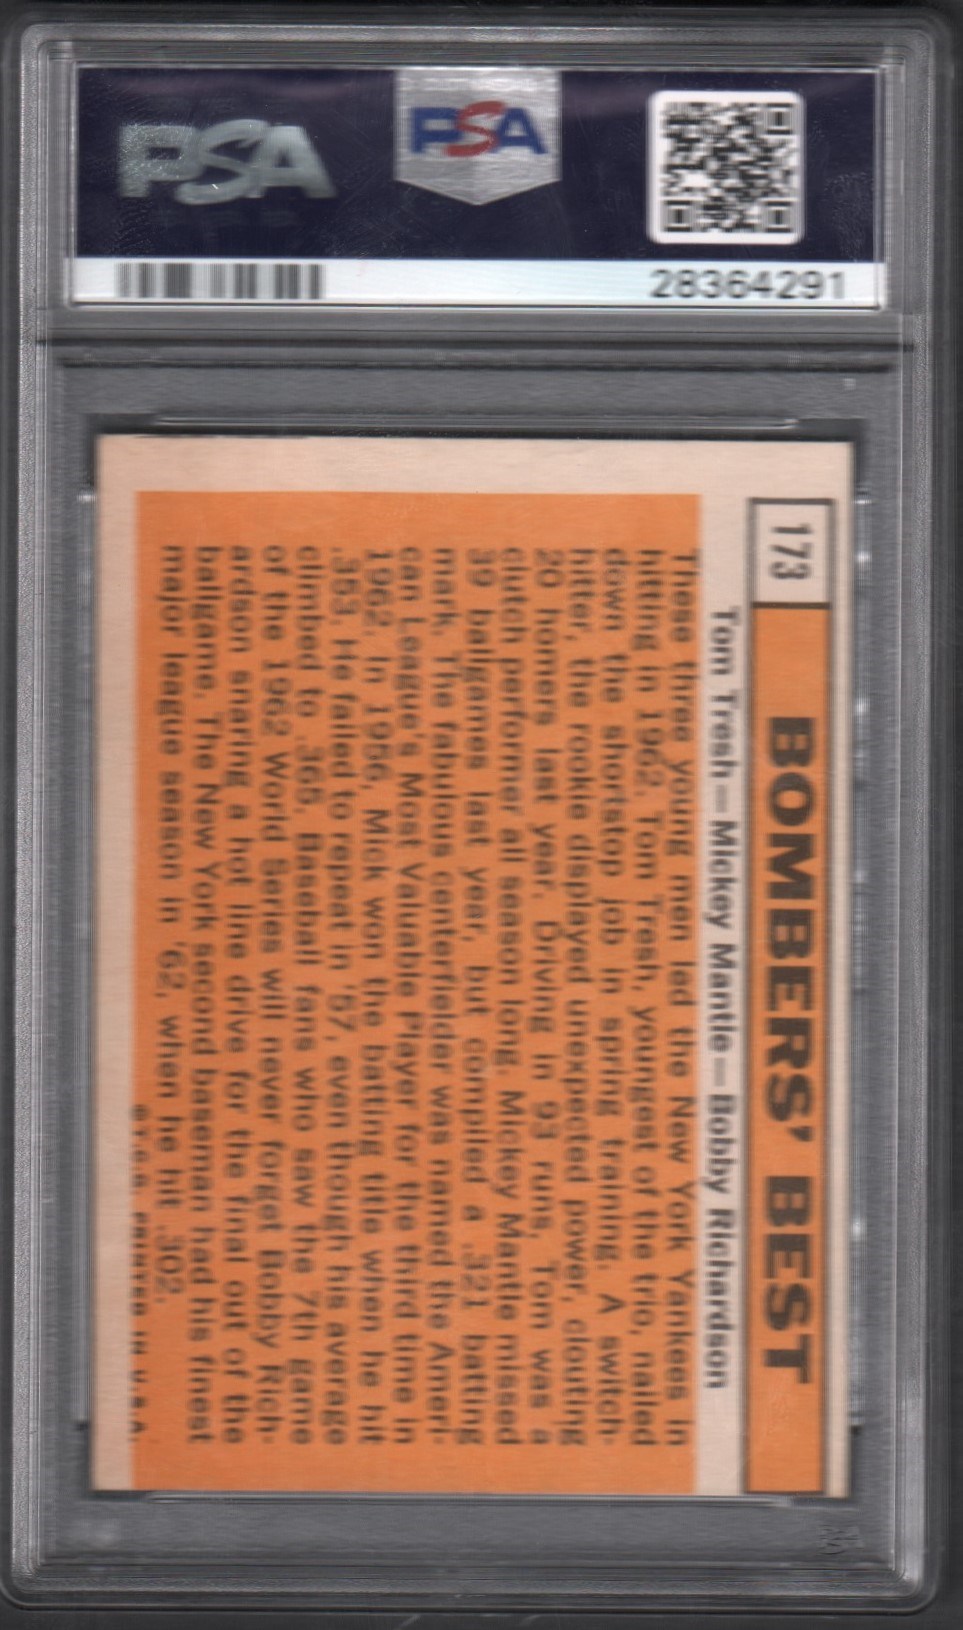 PSA
PSA
28364291
173
BOMBERS' BEST
Tom Tresh—Mickey Mantle—Bobby Richardson
These three young men led the New York Yankees in
hitting in 1962. Tom Tresh, youngest of the trio, nailed
down the shortstop job in spring training. A switch-
hitter, the rookie displayed unexpected power, clouting
20 homers last year. Driving in 93 runs, Tom was a
clutch performer all season long. Mickey Mantle missed
39 ballgames last year, but compiled a .321 batting
mark. The fabulous centerfielder was named the Ameri-
can League's Most Valuable Player for the third time in
1962. In 1956, Mick won the batting title when he hit
.353. He failed to repeat in '57, even though his average
climbed to .365. Baseball fans who saw the 7th game
of the 1962 World Series will never forget Bobby Rich-
ardson snaring a hot line drive for the final out of the
ballgame. The New York second baseman had his finest
major league season in '62, when he hit .302.
© T.C.G. PRINTED IN U.S.A.